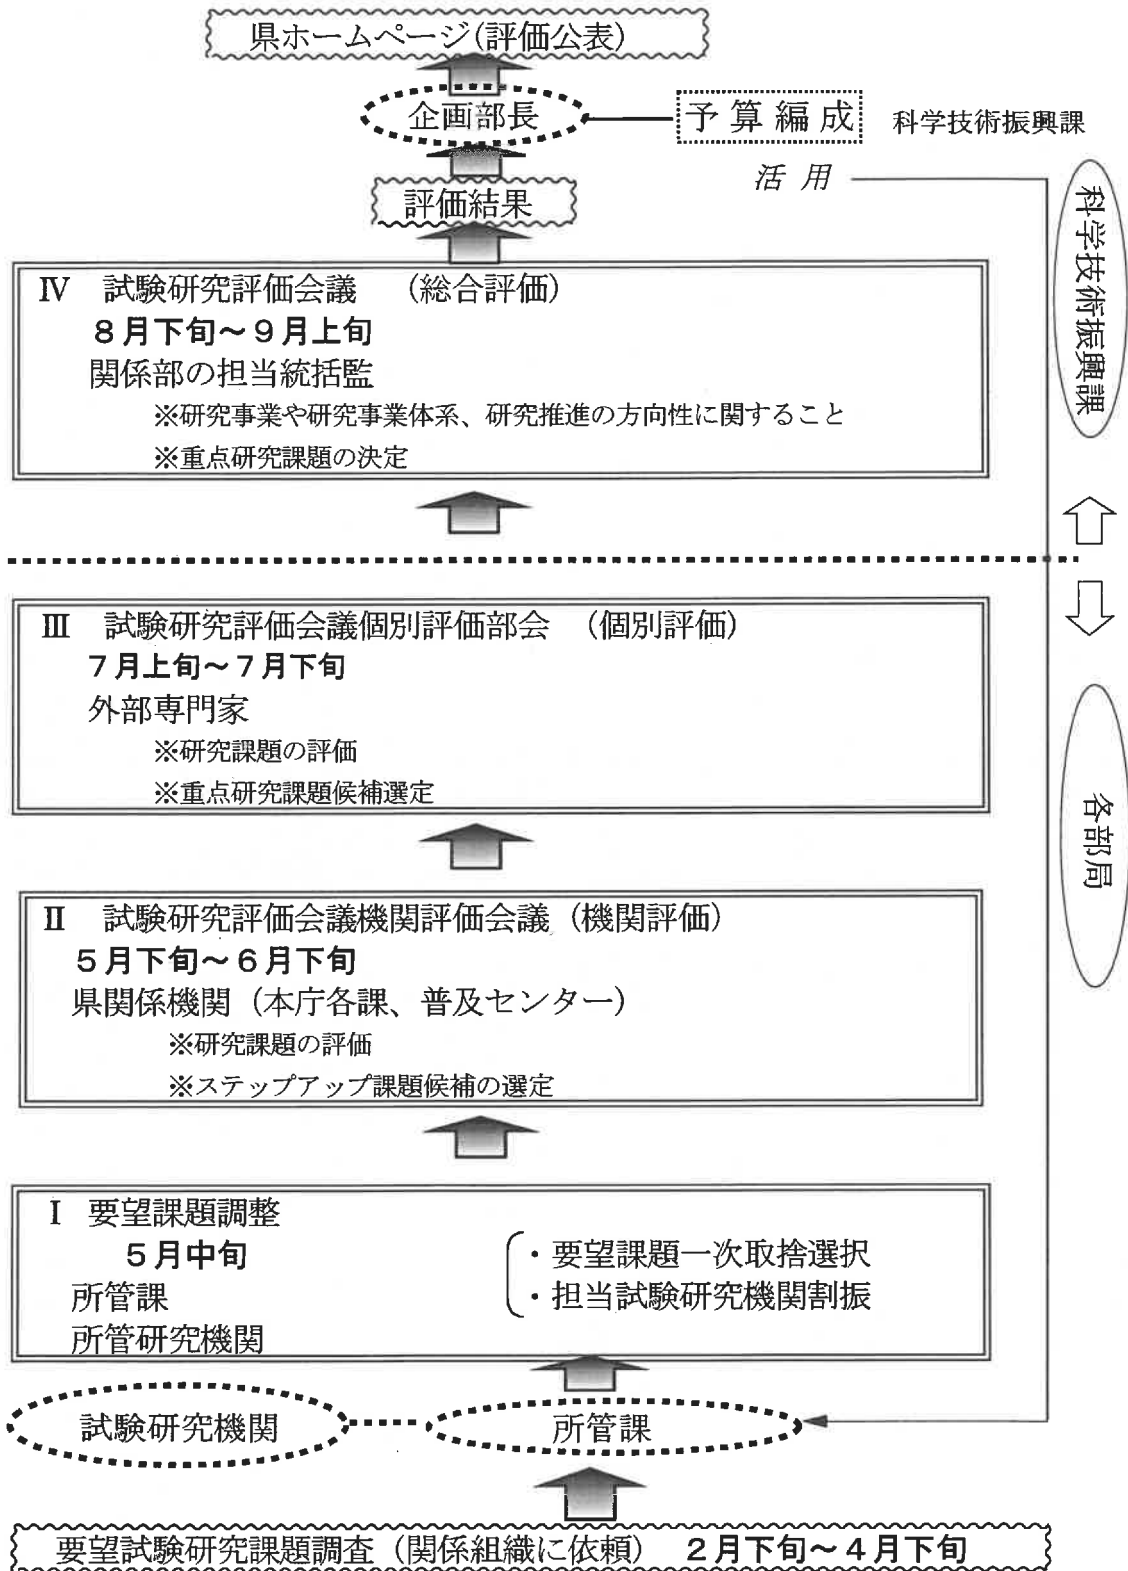 県ホームページ(評価公表)
企画部長
予算編成 科学技術振興課
活用
評価結果
科学技術振興課
Ⅳ 試験研究評価会議 (総合評価)
8月下旬～9月上旬
関係部の担当統括監
※研究事業や研究事業体系、研究推進の方向性に関すること
※重点研究課題の決定
Ⅲ 試験研究評価会議個別評価部会 (個別評価)
7月上旬～7月下旬
外部専門家
※研究課題の評価
※重点研究課題候補選定
各部局
Ⅱ 試験研究評価会議機関評価会議 (機関評価)
5月下旬～6月下旬
県関係機関 (本庁各課、普及センター)
※研究課題の評価
※ステップアップ課題候補の選定
Ⅰ 要望課題調整
5月中旬
所管課
所管研究機関
・要望課題一次取捨選択
・担当試験研究機関割振
試験研究機関
所管課
要望試験研究課題調査 (関係組織に依頼) 2月下旬～4月下旬